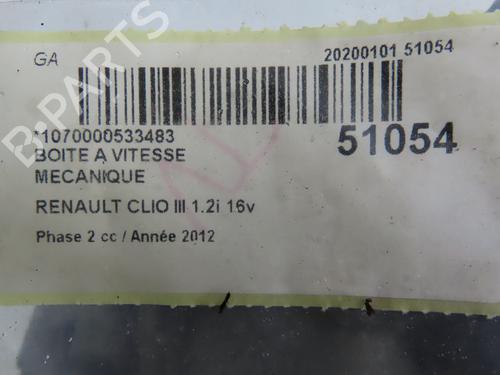 GA
20200101 51054
*1070000533483
51054
BOITE A VITESSE
MECANIQUE
RENAULT CLIO III 1.2i 16v
Phase 2 cc / Année 2012
B-PARTS